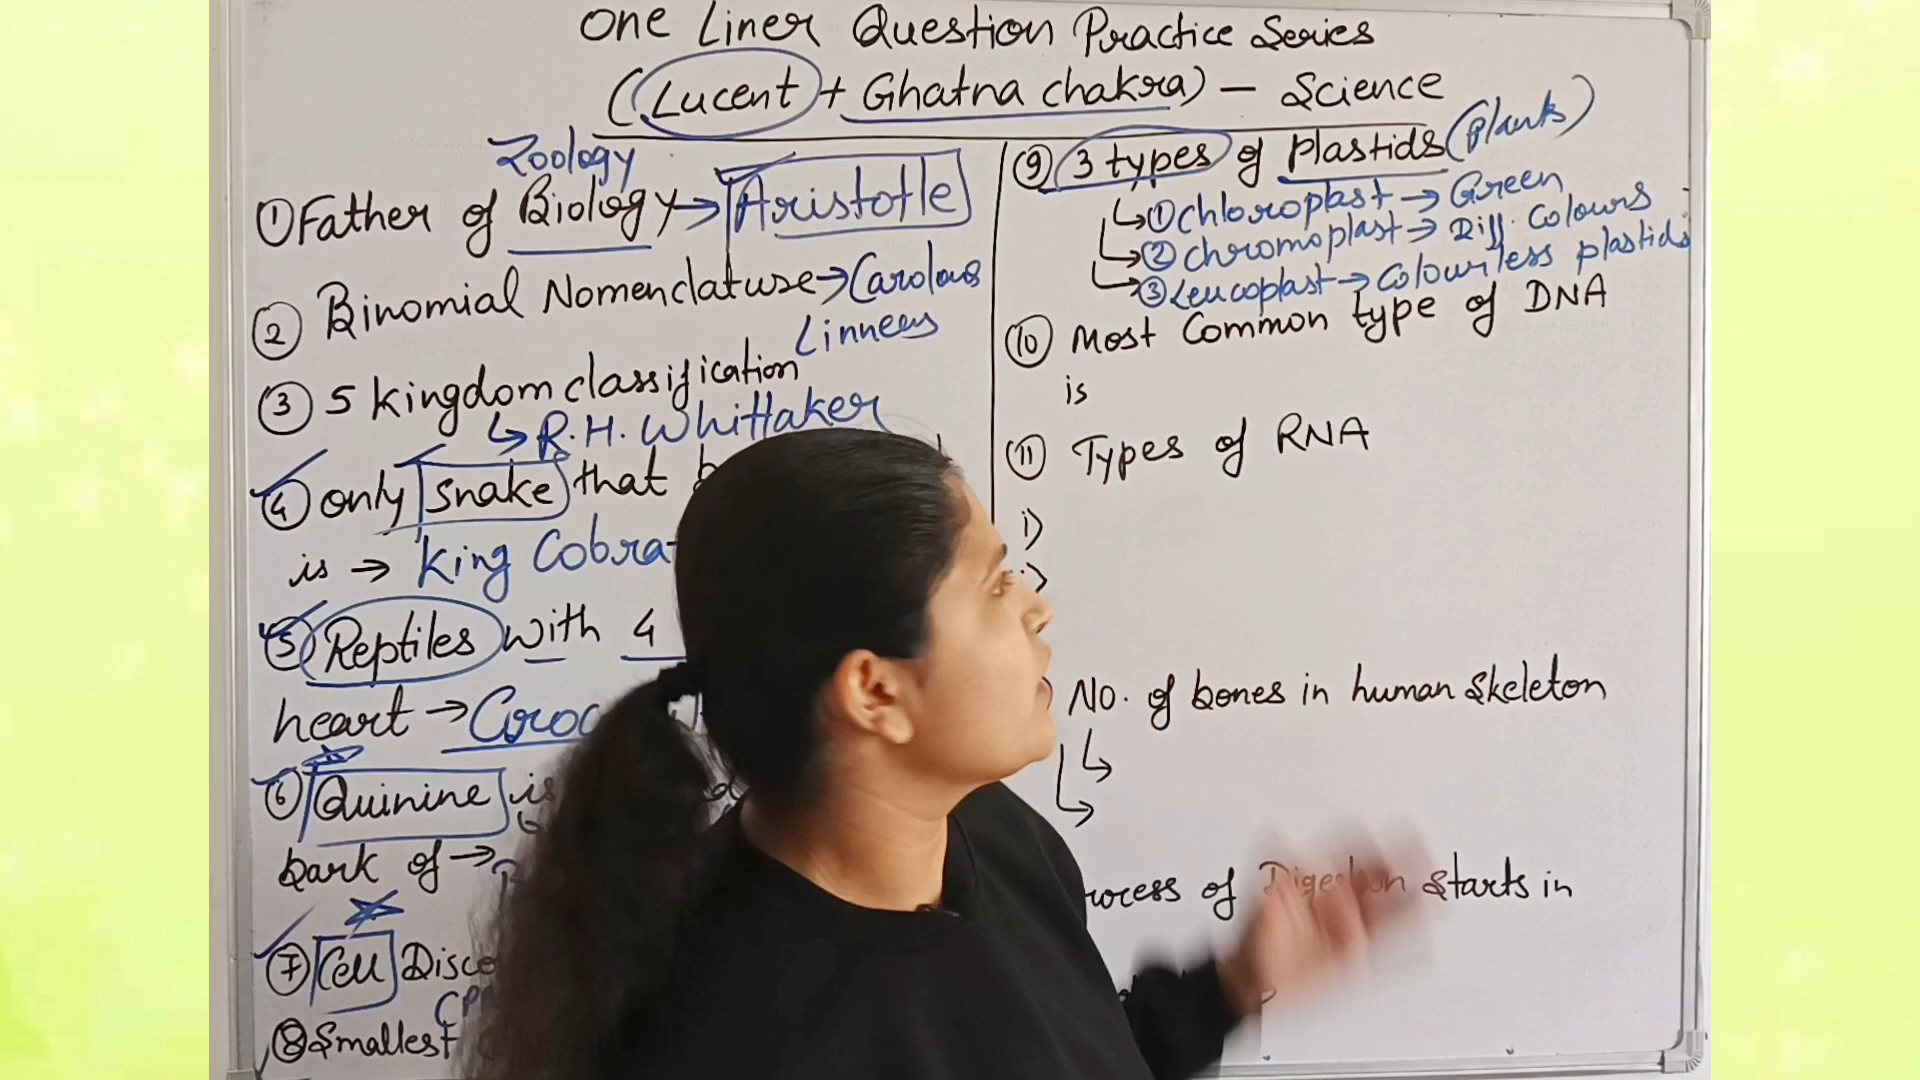 One Liner Question Practice Series
(Lucent + Ghatna chakra) - Science
Zoology
① Father of Biology → Aristotle
② Binomial Nomenclature → Carolous
Linneus
③ 5 kingdom classification
↳ R.H. Whittaker
④ only snake that
is → King Cobra
⑤ Reptiles with 4
heart →
⑥ Quinine is
bark of →
⑦ Cell
⑧ Smallest
⑨ 3 types of plastids (Plants)
↳ ① chloroplast → Green
↳ ② chromoplast → Diff. colours
↳ ③ Leucoplast → colourless plastids
⑩ Most Common type of DNA
is
⑪ Types of RNA
i)
No. of bones in human skeleton
of Digestion starts in